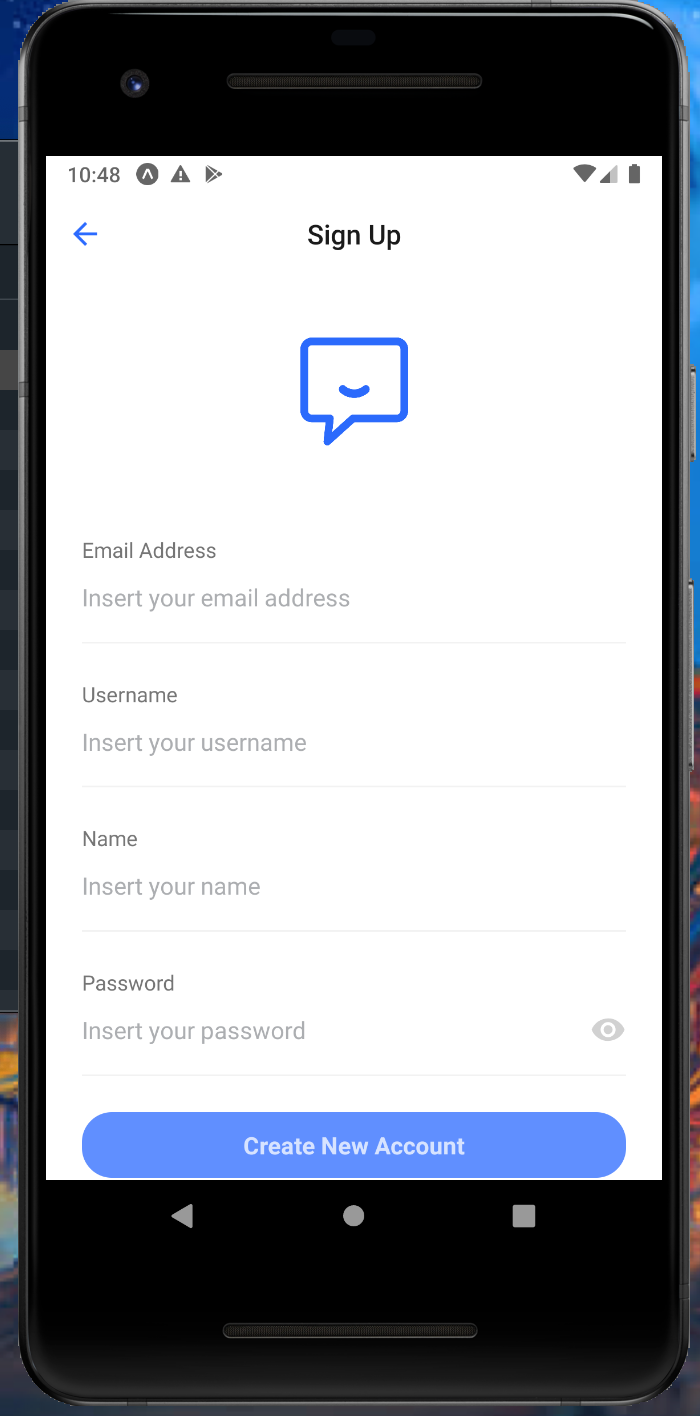 10:48
Sign Up
Email Address
Insert your email address
Username
Insert your username
Name
Insert your name
Password
Insert your password
Create New Account